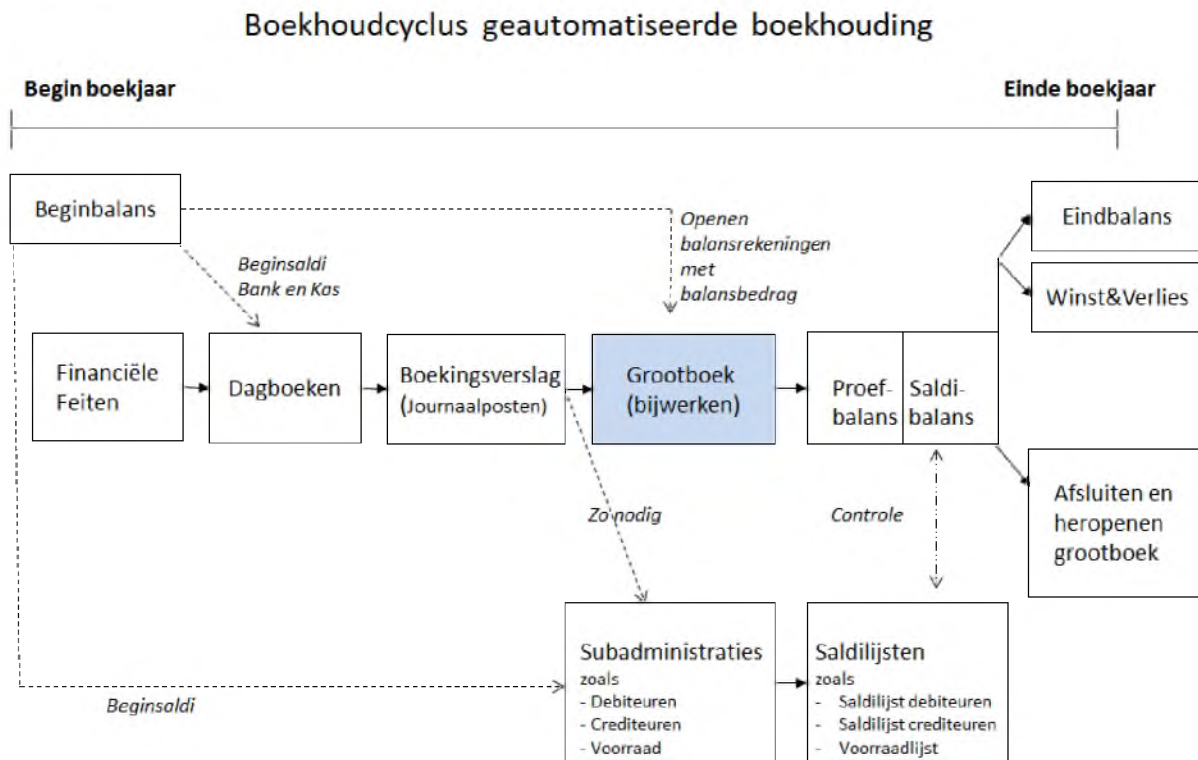 Boekhoudcyclus geautomatiseerde boekhouding
Begin boekjaar
Einde boekjaar
Beginbalans
Beginsaldi
Bank en Kas
Openen
balansrekeningen
met
balansbedrag
Eindbalans
Winst&Verlies
Financiële
Feiten
Dagboeken
Boekingsverslag
(Journaalposten)
Grootboek
(bijwerken)
Proef-
balans
Saldi-
balans
Afsluiten en
heropenen
grootboek
Zo nodig
Controle
Beginsaldi
Subadministraties
zoals
- Debiteuren
- Crediteuren
- Voorraad
Saldilijsten
zoals
- Saldilijst debiteuren
- Saldilijst crediteuren
- Voorraadlijst